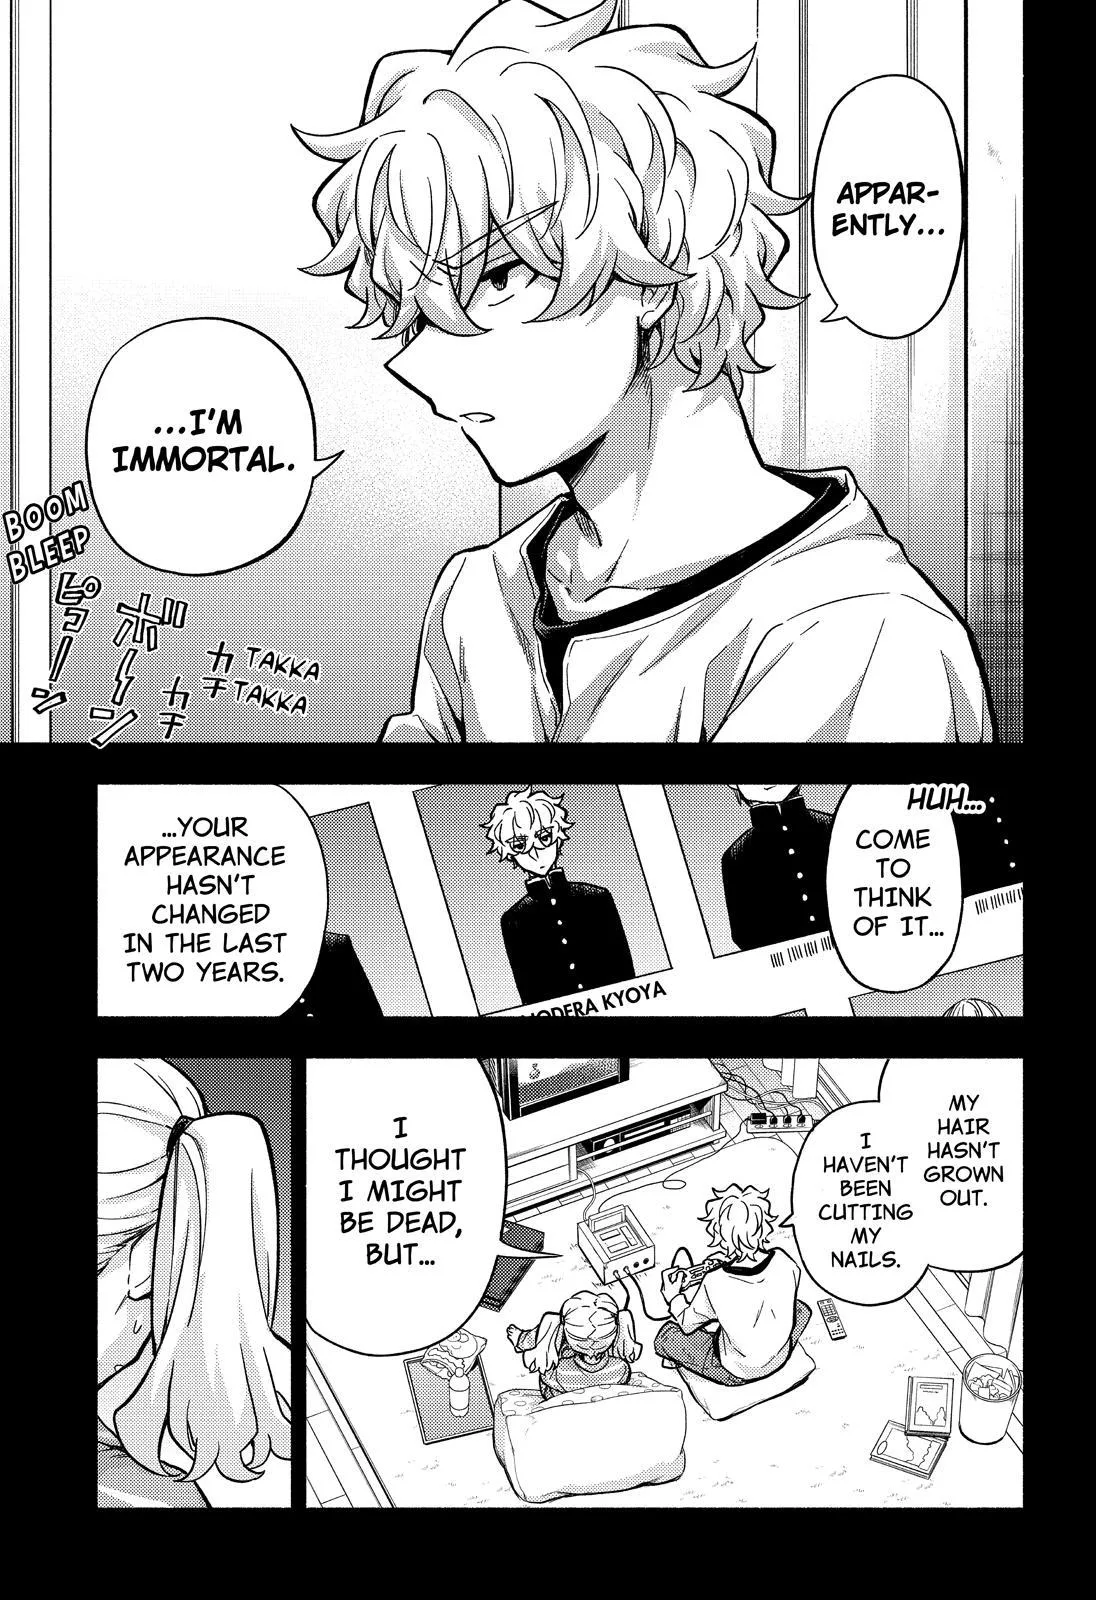 APPAR-
ENTLY...
...I'M
IMMORTAL.
BOOM
BLEEP
ピコーン
ボーン
カチ
カチ
TAKKA
TAKKA
HUH...
COME
TO
THINK
OF IT...
...YOUR
APPEARANCE
HASN'T
CHANGED
IN THE LAST
TWO YEARS.
NODERA KYOYA
MY
HAIR
HASN'T
GROWN
OUT.
I
HAVEN'T
BEEN
CUTTING
MY
NAILS.
I
THOUGHT
I MIGHT
BE DEAD,
BUT...